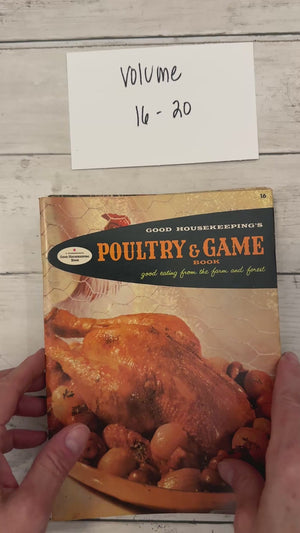 Volume
16 - 20
16
GOOD HOUSEKEEPING'S
POULTRY & GAME
BOOK
good eating from the farm and forest